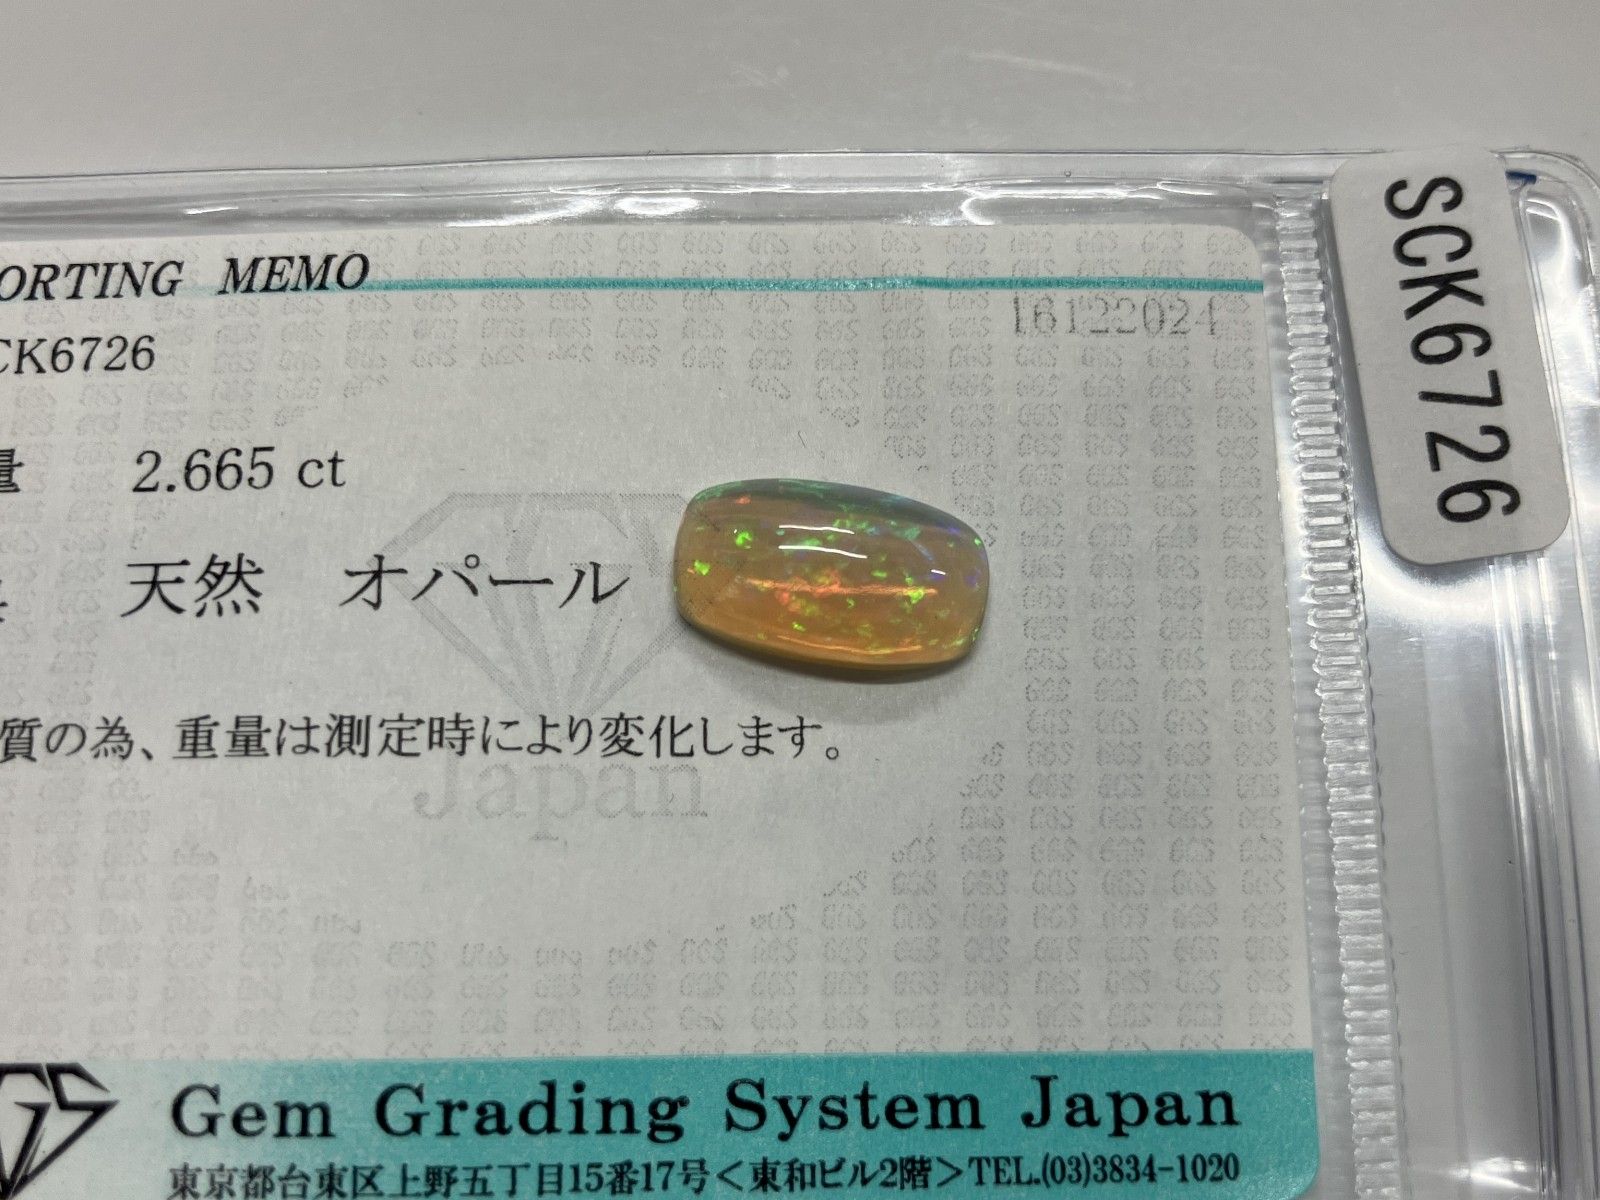 ORTING MEMO
16122024
CK6726
量 2.665 ct
天然 オパール
質の為、重量は測定時により変化します。
Japan
Gem Grading System Japan
東京都台東区上野五丁目15番17号<東和ビル2階>TEL.(03)3834-1020
SCK6726